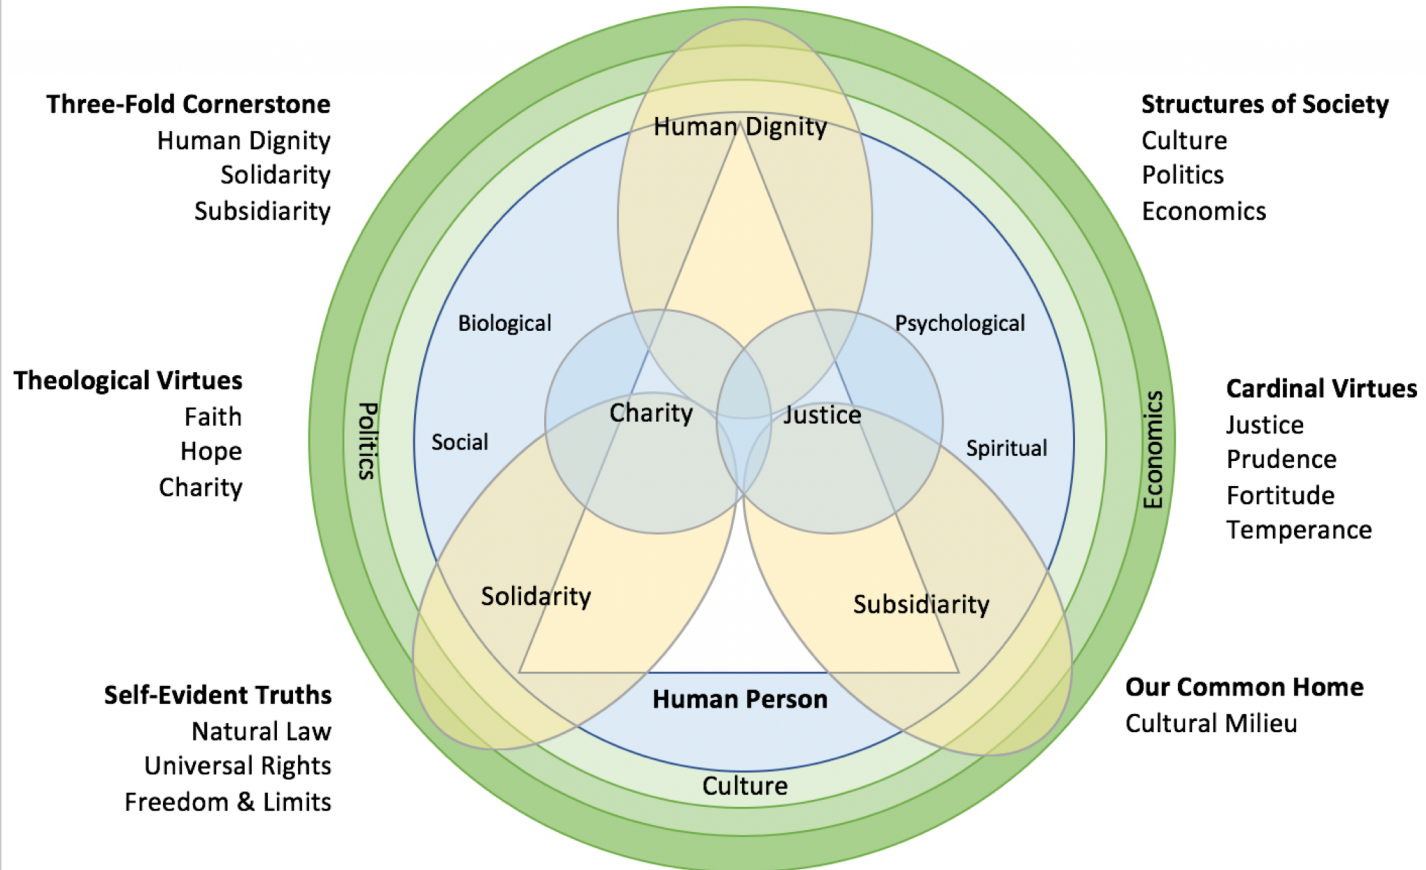 Three-Fold Cornerstone
Human Dignity
Solidarity
Subsidiarity
Structures of Society
Culture
Politics
Economics
Theological Virtues
Faith
Hope
Charity
Cardinal Virtues
Justice
Prudence
Fortitude
Temperance
Self-Evident Truths
Natural Law
Universal Rights
Freedom & Limits
Our Common Home
Cultural Milieu
Human Dignity
Biological
Psychological
Charity
Justice
Social
Spiritual
Politics
Economics
Solidarity
Subsidiarity
Human Person
Culture